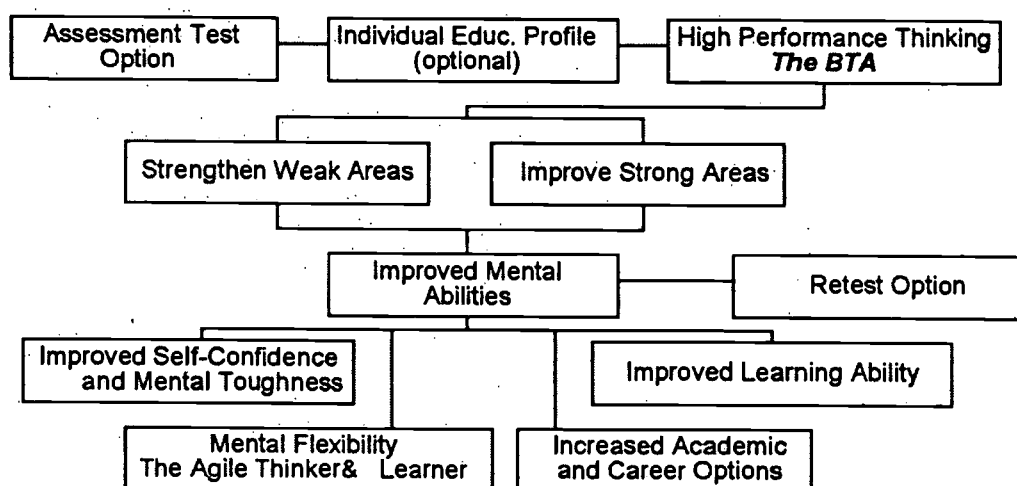 Assessment Test
Option
Individual Educ. Profile
(optional)
High Performance Thinking
The BTA
Strengthen Weak Areas
Improve Strong Areas
Improved Mental
Abilities
Retest Option
Improved Self-Confidence
and Mental Toughness
Improved Learning Ability
Mental Flexibility
The Agile Thinker& Learner
Increased Academic
and Career Options